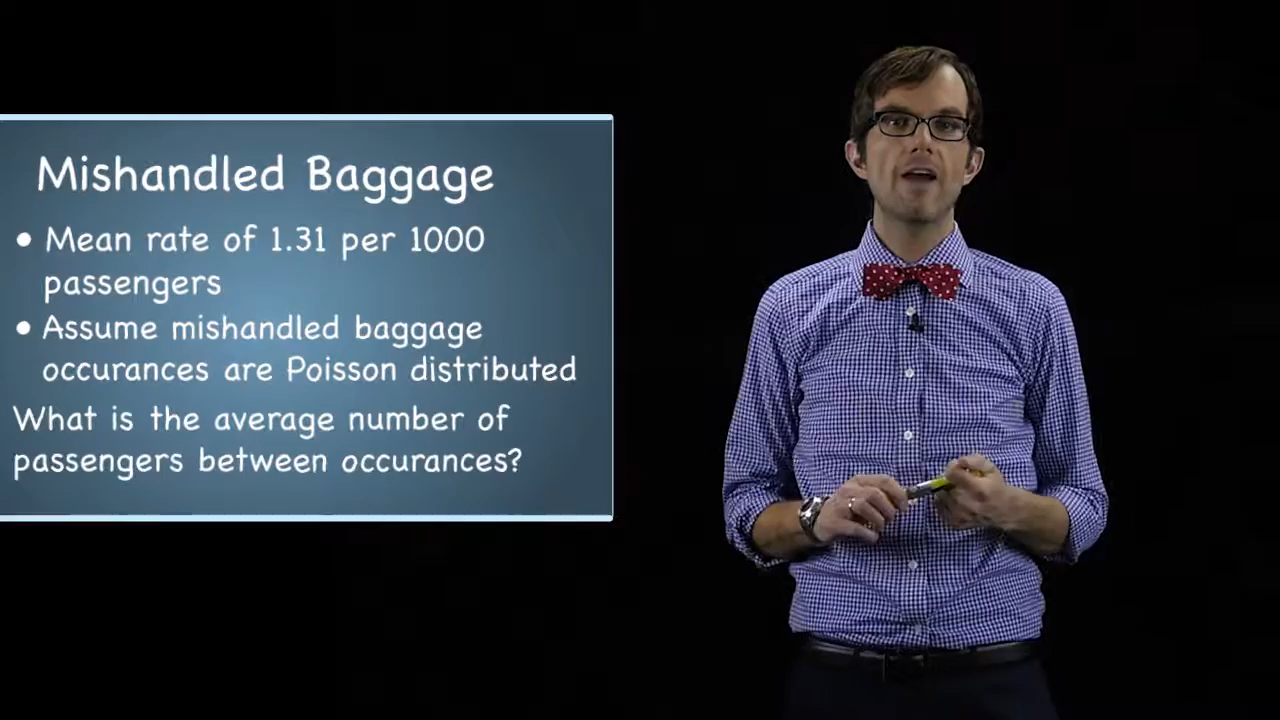 Mishandled Baggage
• Mean rate of 1.31 per 1000
passengers
• Assume mishandled baggage
occurances are Poisson distributed
What is the average number of
passengers between occurances?